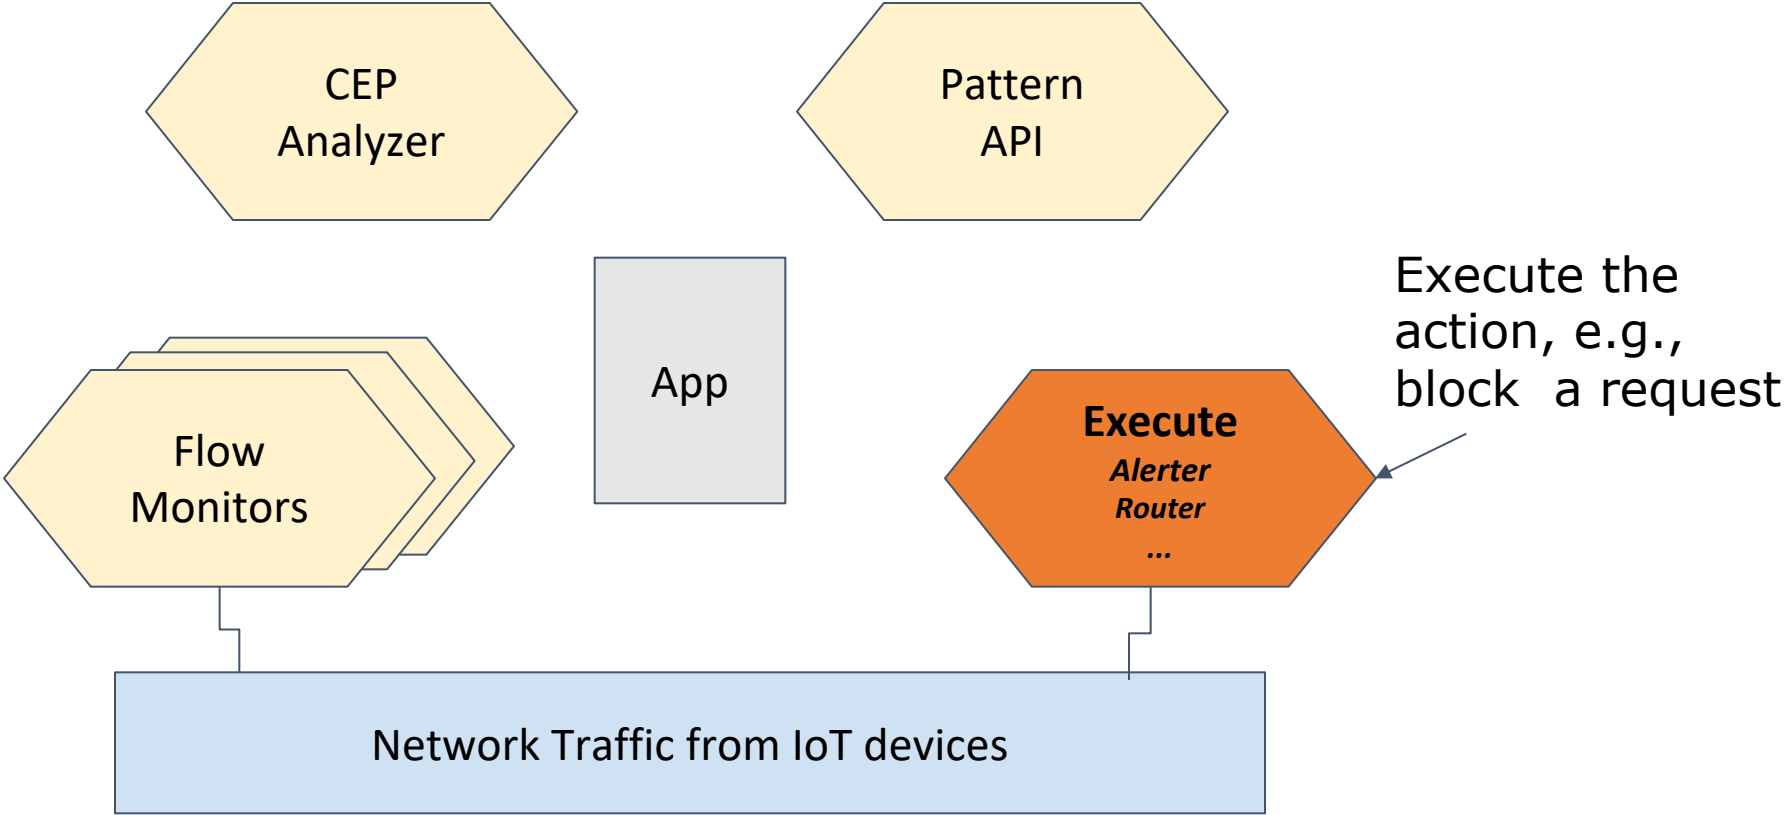 CEP
Analyzer
Pattern
API
Execute the
action, e.g.,
block  a request
App
Flow
Monitors
Execute
Alerter
Router
...
Network Traffic from IoT devices